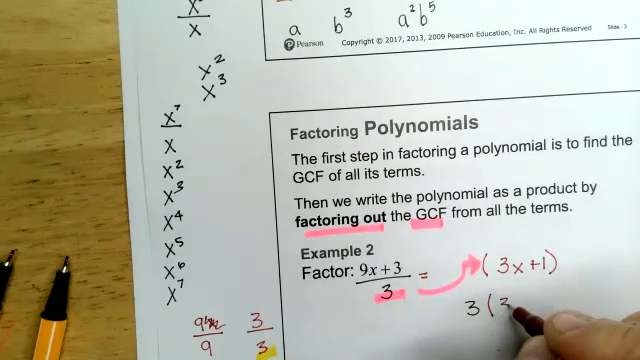 x
x
a b³ a²b⁵
Pearson Copyright © 2017, 2013, 2009 Pearson Education, Inc. All Rights Reserved Slide - 3
x²
x³
x⁷
x
x²
x³
x⁴
x⁵
x⁶
x⁷
Factoring Polynomials
The first step in factoring a polynomial is to find the
GCF of all its terms.
Then we write the polynomial as a product by
factoring out the GCF from all the terms.
Example 2
Factor: 9x + 3 = (3x+1)
3
3 (3
9 3
9 3